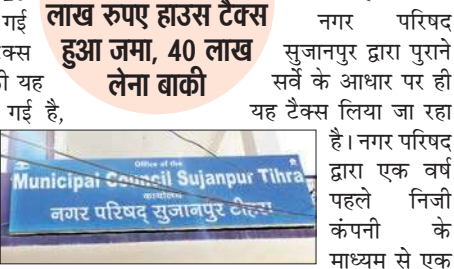 गई
क्स
यह
गई है,
लाख रुपए हाउस टैक्स
हुआ जमा, 40 लाख
लेना बाकी
नगर परिषद
सुजानपुर द्वारा पुराने
सर्वे के आधार पर ही
यह टैक्स लिया जा रहा
है। नगर परिषद
द्वारा एक वर्ष
पहले निजी
कंपनी के
माध्यम से एक
Office of the
Municipal Council Sujanpur Tihra
कार्यालय
नगर परिषद् सुजानपुर टीहरा